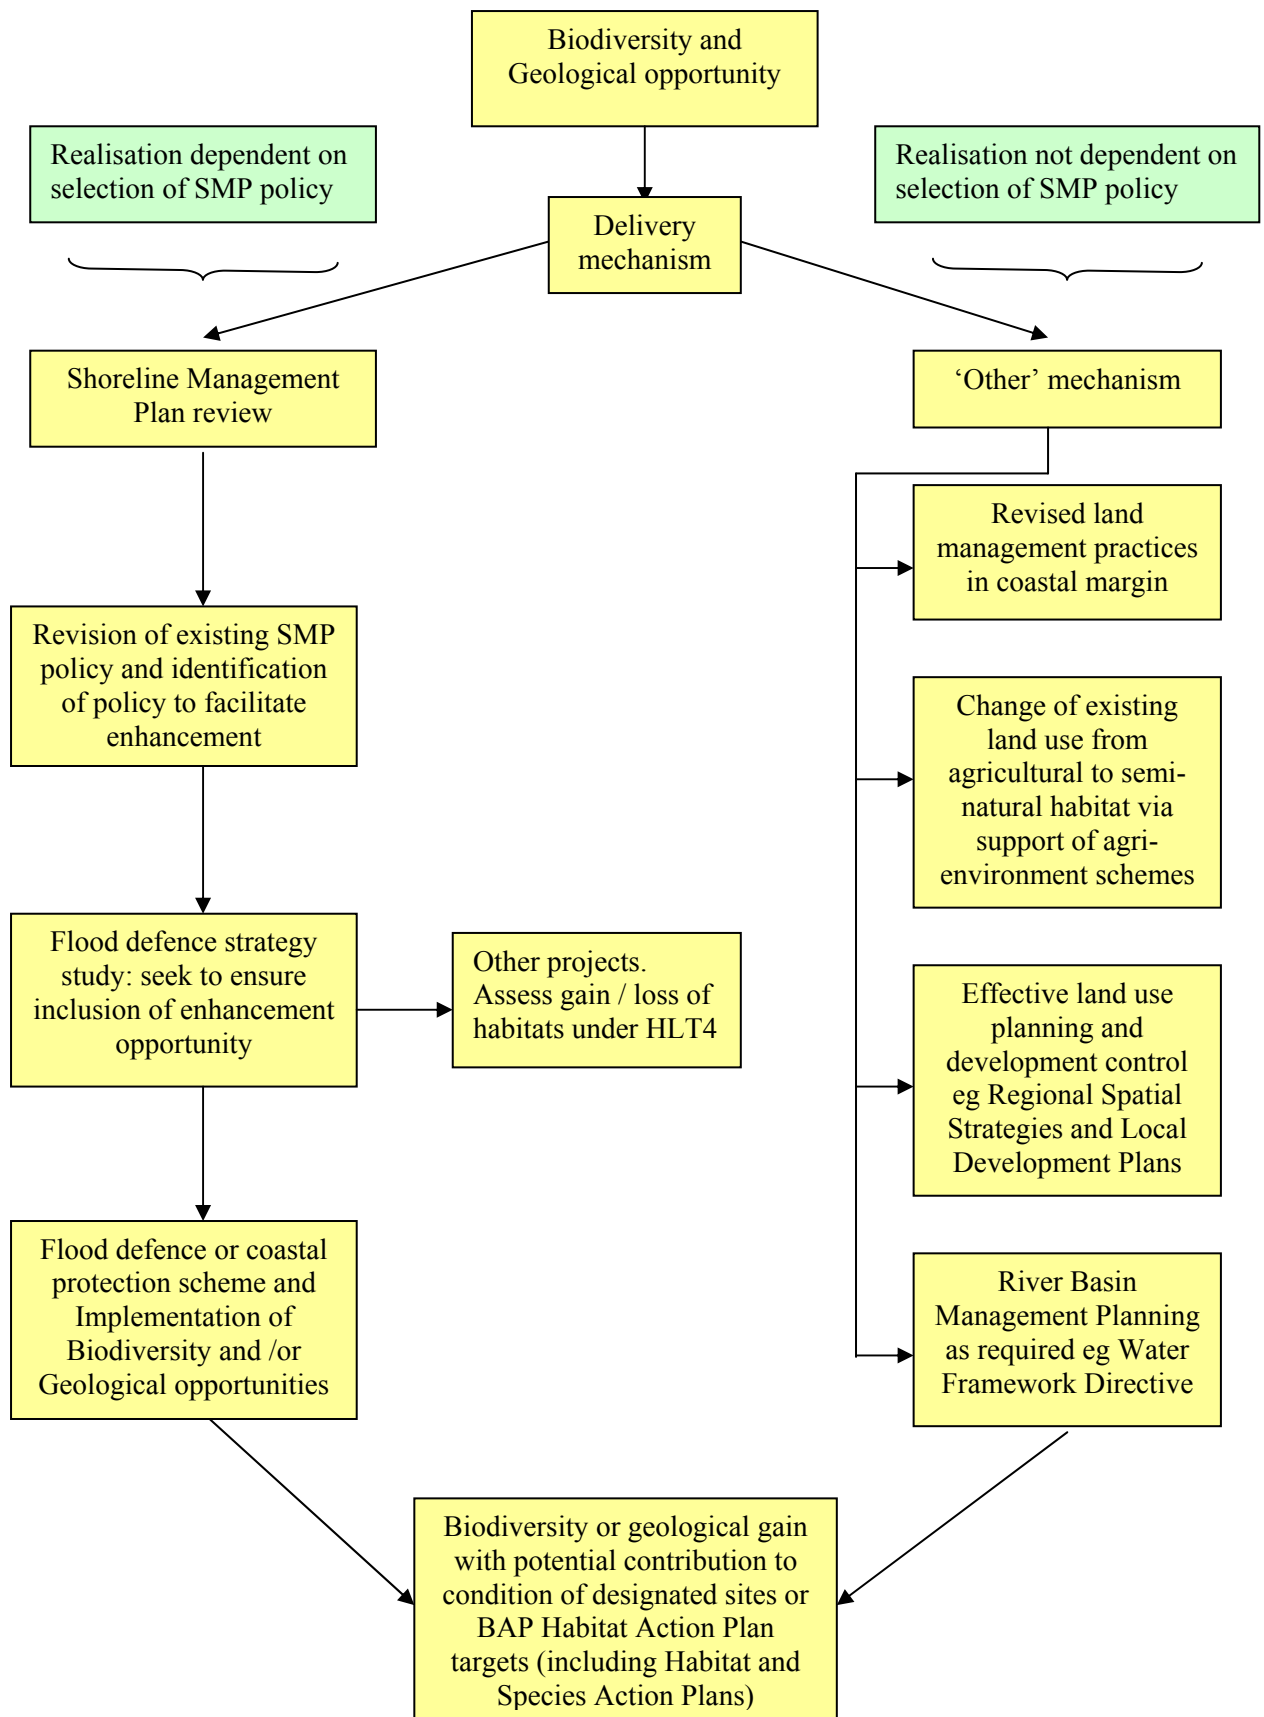 Biodiversity and
Geological opportunity
Realisation dependent on
selection of SMP policy
Realisation not dependent on
selection of SMP policy
Delivery
mechanism
Shoreline Management
Plan review
‘Other’ mechanism
Revision of existing SMP
policy and identification
of policy to facilitate
enhancement
Flood defence strategy
study: seek to ensure
inclusion of enhancement
opportunity
Other projects.
Assess gain / loss of
habitats under HLT4
Flood defence or coastal
protection scheme and
Implementation of
Biodiversity and /or
Geological opportunities
Revised land
management practices
in coastal margin
Change of existing
land use from
agricultural to semi-
natural habitat via
support of agri-
environment schemes
Effective land use
planning and
development control
eg Regional Spatial
Strategies and Local
Development Plans
River Basin
Management Planning
as required eg Water
Framework Directive
Biodiversity or geological gain
with potential contribution to
condition of designated sites or
BAP Habitat Action Plan
targets (including Habitat and
Species Action Plans)